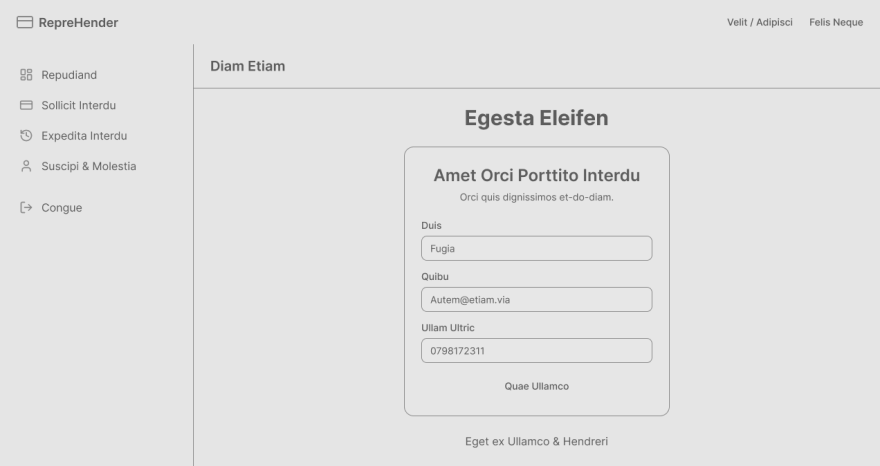 RepreHender
Velit / Adipisci
Felis Neque
Repudiand
Sollicit Interdu
Expedita Interdu
Suscipi & Molestia
Congue
Diam Etiam
Egesta Eleifen
Amet Orci Porttito Interdu
Orci quis dignissimos et-do-diam.
Duis
Fugia
Quibu
Autem@etiam.via
Ullam Ultric
0798172311
Quae Ullamco
Eget ex Ullamco & Hendreri